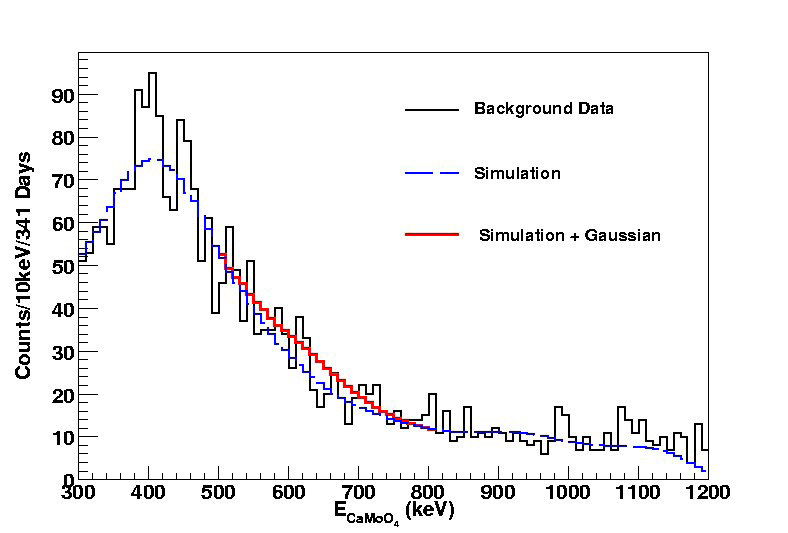 Counts/10keV/341 Days
90
80
70
60
50
40
30
20
10
0
Background Data
Simulation
Simulation + Gaussian
300 400 500 600 700 800 900 1000 1100 1200
E_CaMoO₄ (keV)